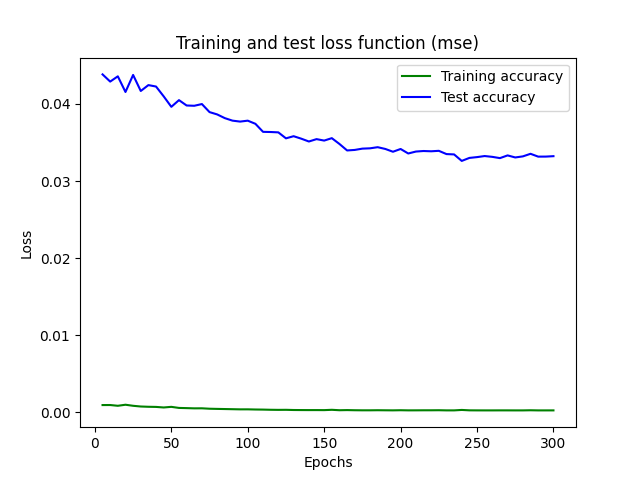 Training and test loss function (mse)
Training accuracy
Test accuracy
0.04
0.03
0.02
0.01
0.00
Loss
0 50 100 150 200 250 300
Epochs